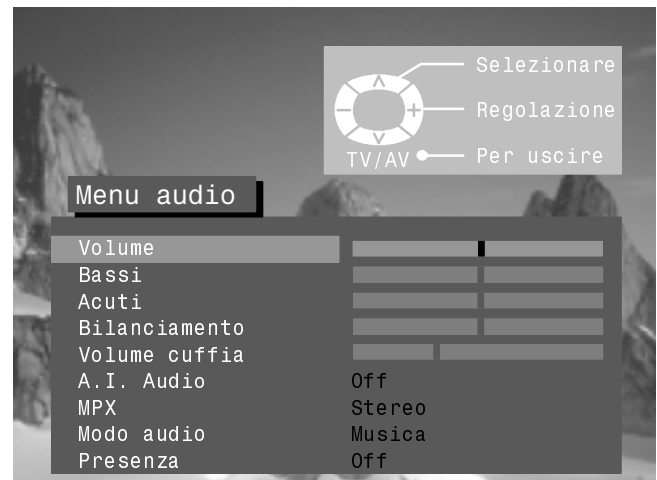 Selezionare
Regolazione
TV/AV Per uscire
Menu audio
Volume
Bassi
Acuti
Bilanciamento
Volume cuffia
A.I. Audio Off
MPX Stereo
Modo audio Musica
Presenza Off